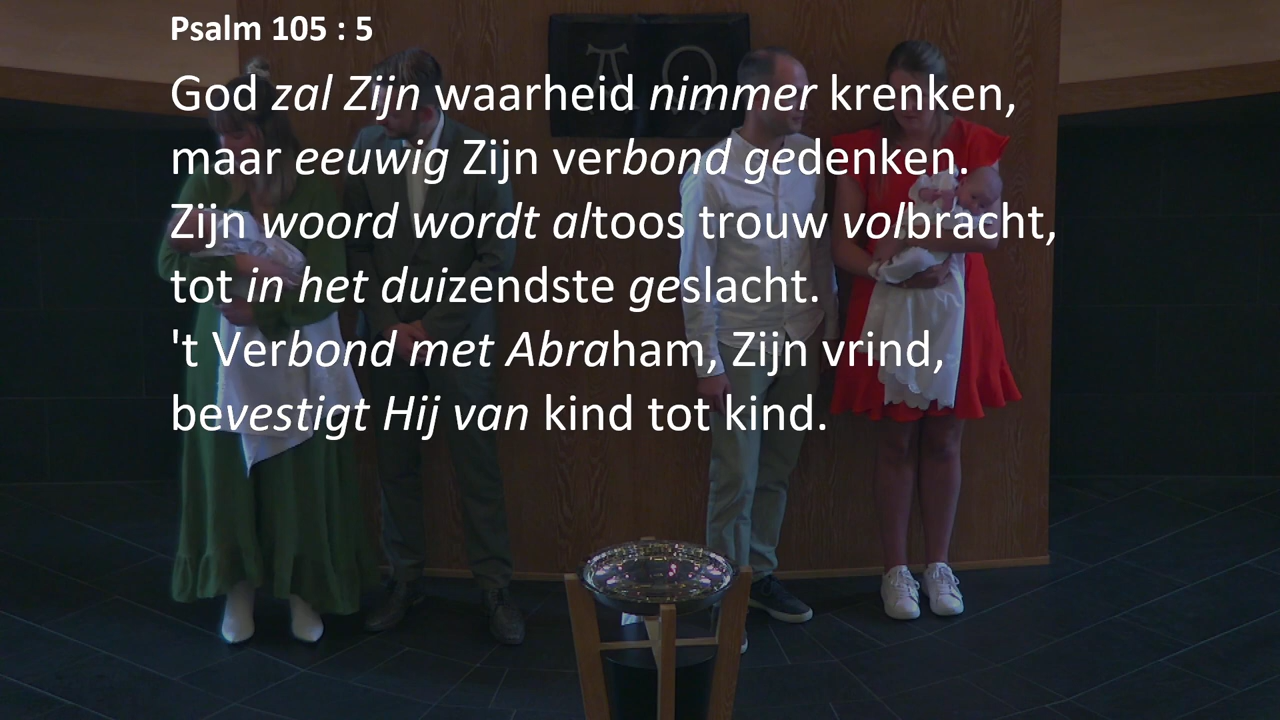 Psalm 105 : 5
God zal Zijn waarheid nimmer krenken,
maar eeuwig Zijn verbond gedenken.
Zijn woord wordt altoos trouw volbracht,
tot in het duizendste geslacht.
't Verbond met Abraham, Zijn vrind,
bevestigt Hij van kind tot kind.